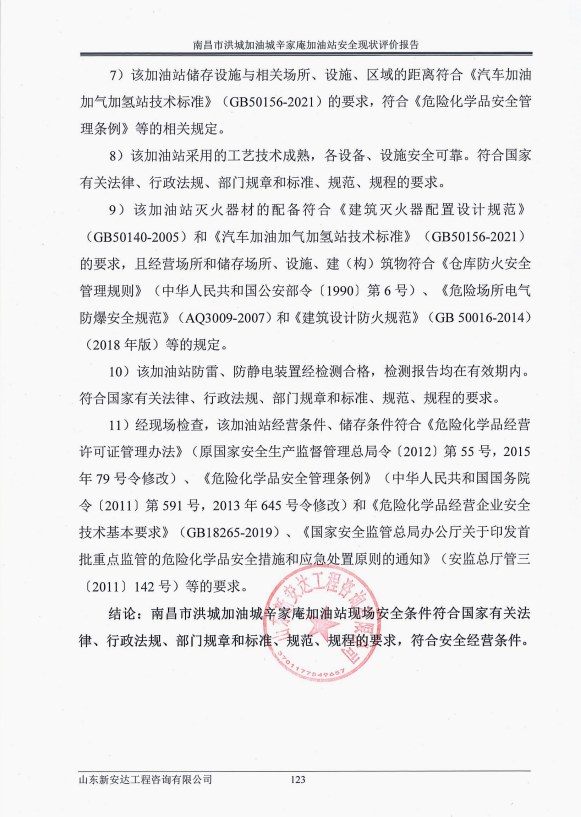 南昌市洪城加油城辛家庵加油站安全现状评价报告
7）该加油站储存设施与相关场所、设施、区域的距离符合《汽车加油
加气加氢站技术标准》（GB50156-2021）的要求，符合《危险化学品安全管
理条例》等的相关规定。
8）该加油站采用的工艺技术成熟，各设备、设施安全可靠。符合国家
有关法律、行政法规、部门规章和标准、规范、规程的要求。
9）该加油站灭火器材的配备符合《建筑灭火器配置设计规范》
（GB50140-2005）和《汽车加油加气加氢站技术标准》（GB50156-2021）
的要求，且经营场所和储存场所、设施、建（构）筑物符合《仓库防火安全
管理规则》（中华人民共和国公安部令〔1990〕第 6 号）、《危险场所电气
防爆安全规范》（AQ3009-2007）和《建筑设计防火规范》（GB 50016-2014）
（2018 年版）等的规定。
10）该加油站防雷、防静电装置经检测合格，检测报告均在有效期内。
符合国家有关法律、行政法规、部门规章和标准、规范、规程的要求。
11）经现场检查，该加油站经营条件、储存条件符合《危险化学品经营
许可证管理办法》（原国家安全生产监督管理总局令〔2012〕第 55 号，2015
年 79 号令修改）、《危险化学品安全管理条例》（中华人民共和国国务院
令〔2011〕第 591 号，2013 年 645 号令修改）和《危险化学品经营企业安全
技术基本要求》（GB18265-2019）、《国家安全监管总局办公厅关于印发首
批重点监管的危险化学品安全措施和应急处置原则的通知》（安监总厅管三
〔2011〕142 号）等的要求。
结论：南昌市洪城加油城辛家庵加油站现场安全条件符合国家有关法
律、行政法规、部门规章和标准、规范、规程的要求，符合安全经营条件。
山东新安达工程咨询有限公司
3701177549657
山东新安达工程咨询有限公司 123